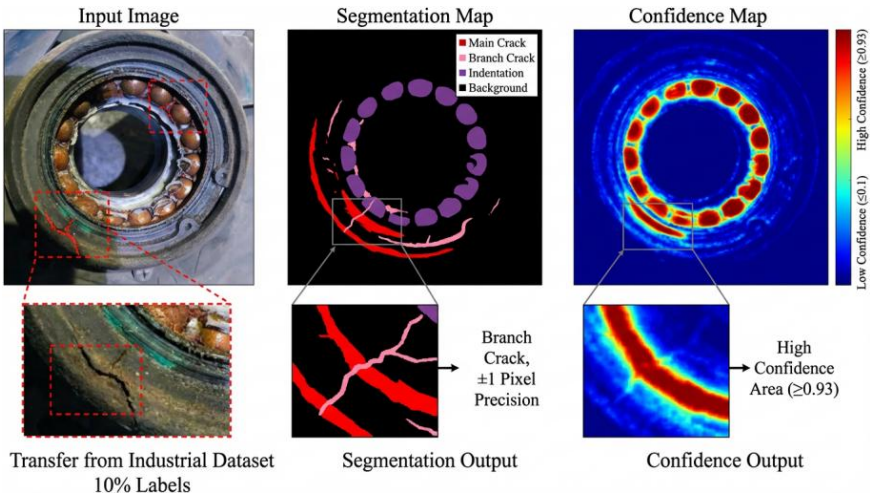 Input Image
Segmentation Map
Confidence Map
Main Crack
Branch Crack
Indentation
Background
High Confidence (≥0.93)
Low Confidence (≤0.1)
Branch
Crack,
±1 Pixel
Precision
High
Confidence
Area (≥0.93)
Transfer from Industrial Dataset
10% Labels
Segmentation Output
Confidence Output